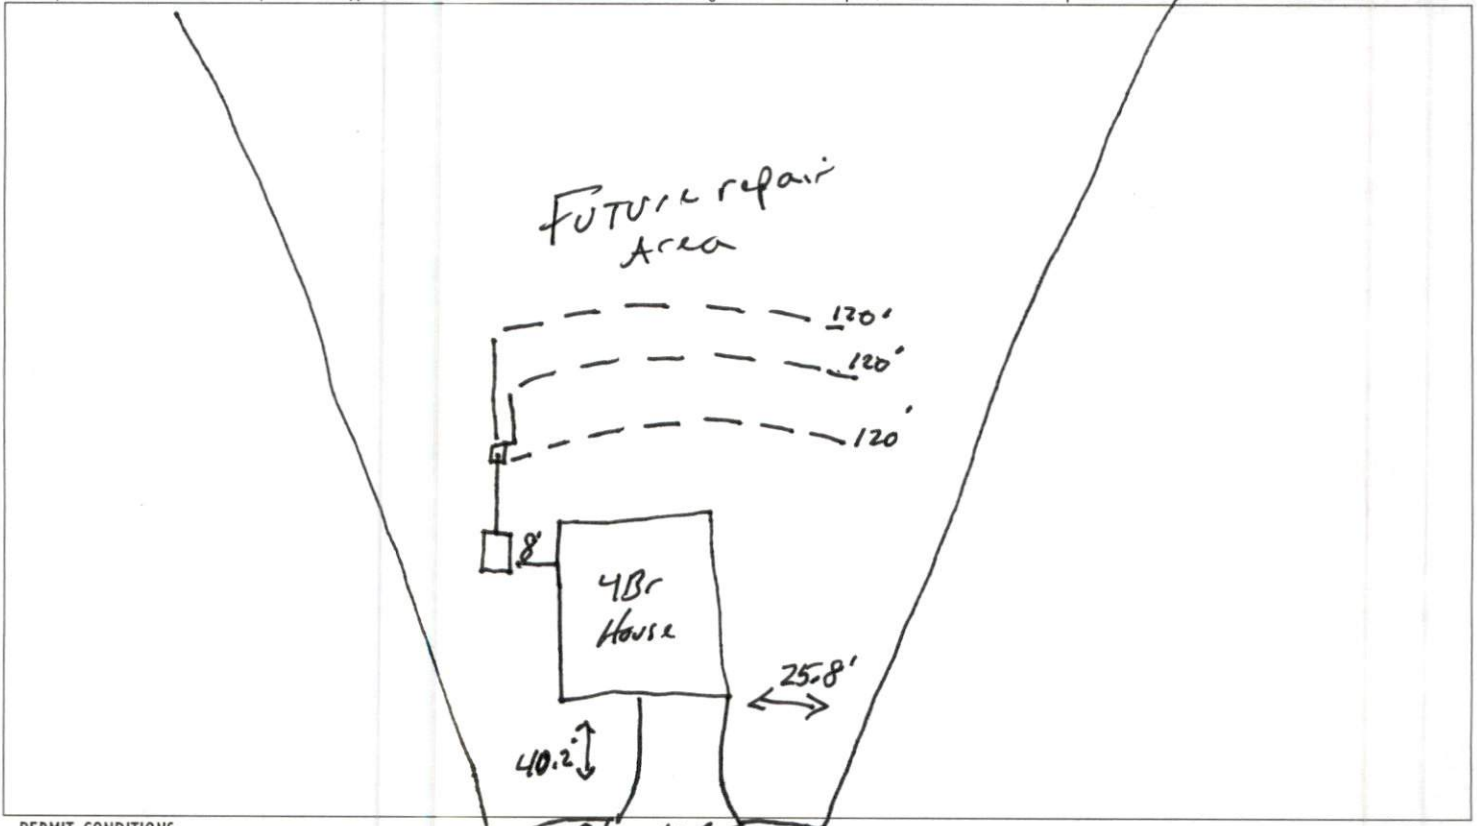 Future repair
Area
120'
120'
120'
8'
4Br
House
25.8'
40.2'
PERMIT CONDITIONS